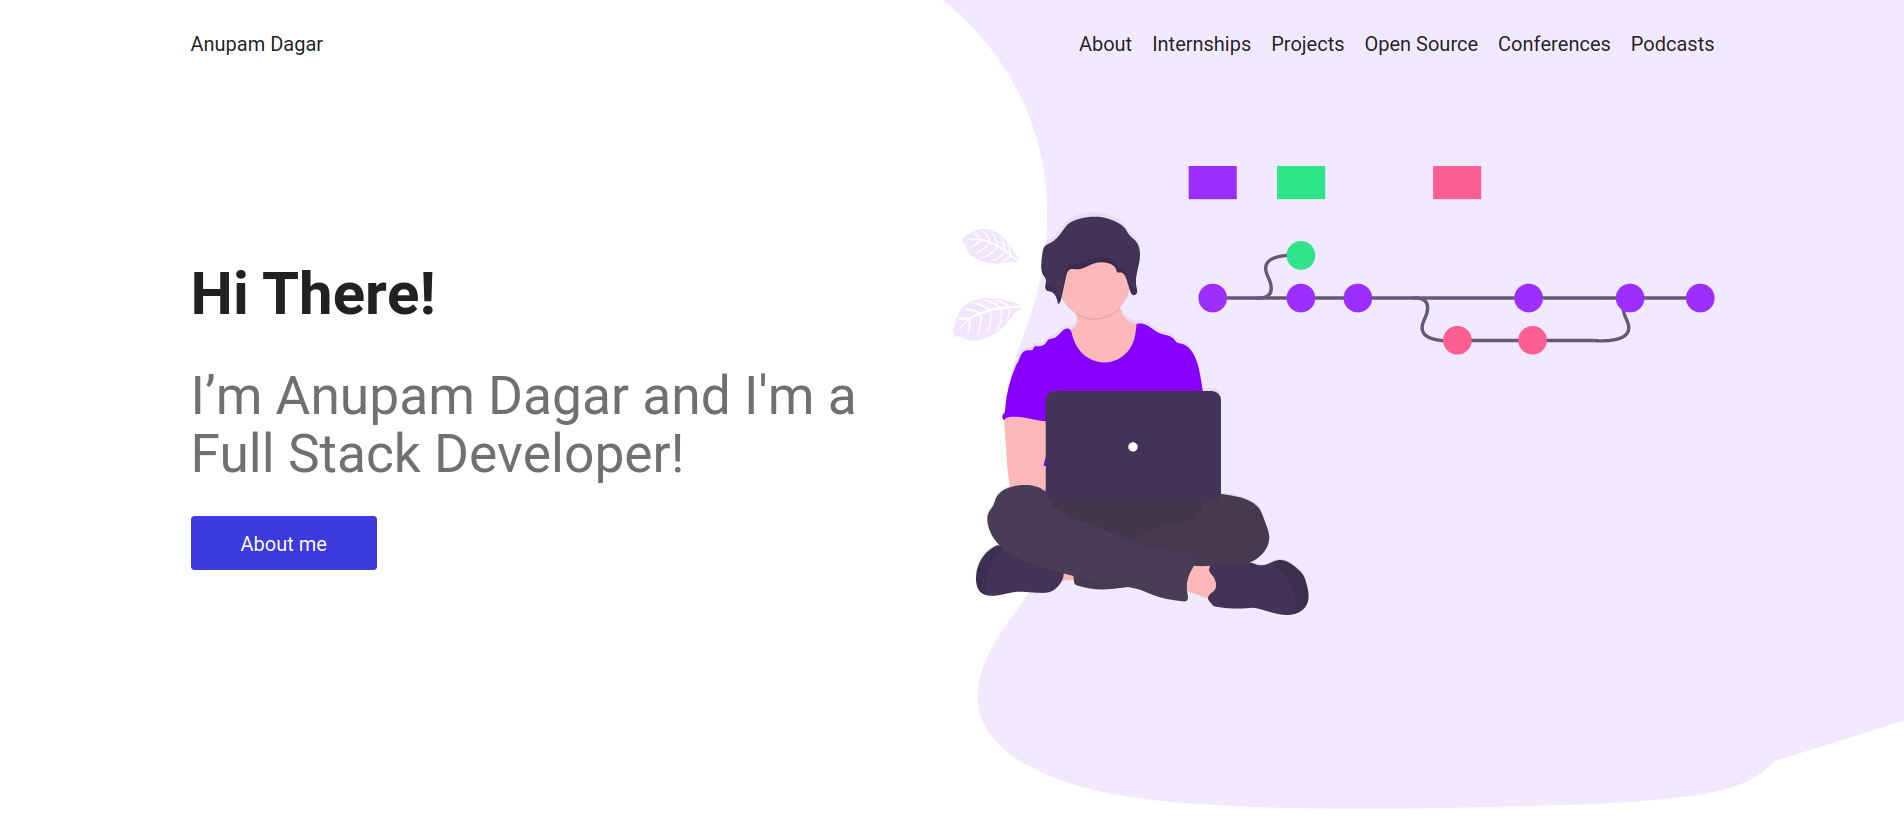 Anupam Dagar
About Internships Projects Open Source Conferences Podcasts
Hi There!
I’m Anupam Dagar and I'm a
Full Stack Developer!
About me